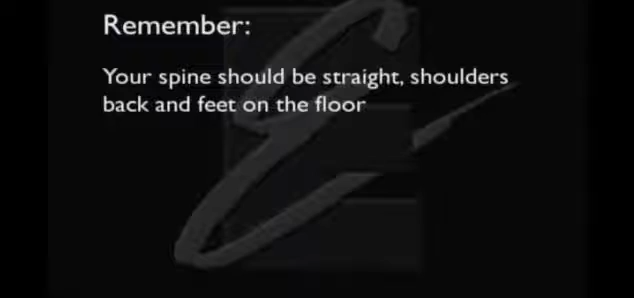 Remember:
Your spine should be straight, shoulders
back and feet on the floor